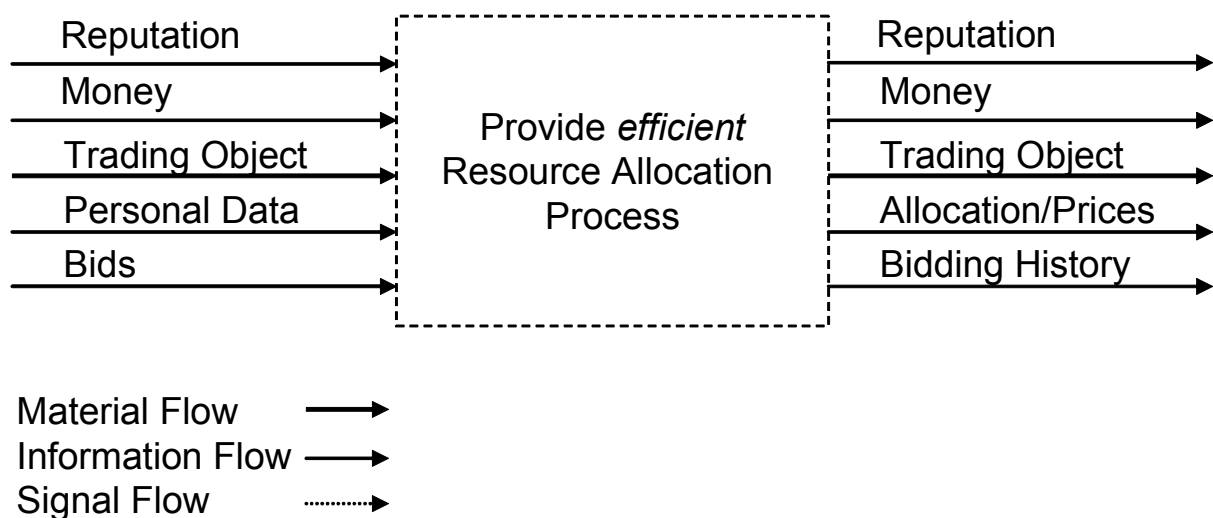 Reputation
Money
Trading Object
Personal Data
Bids
Provide efficient
Resource Allocation
Process
Reputation
Money
Trading Object
Allocation/Prices
Bidding History
Material Flow
Information Flow
Signal Flow